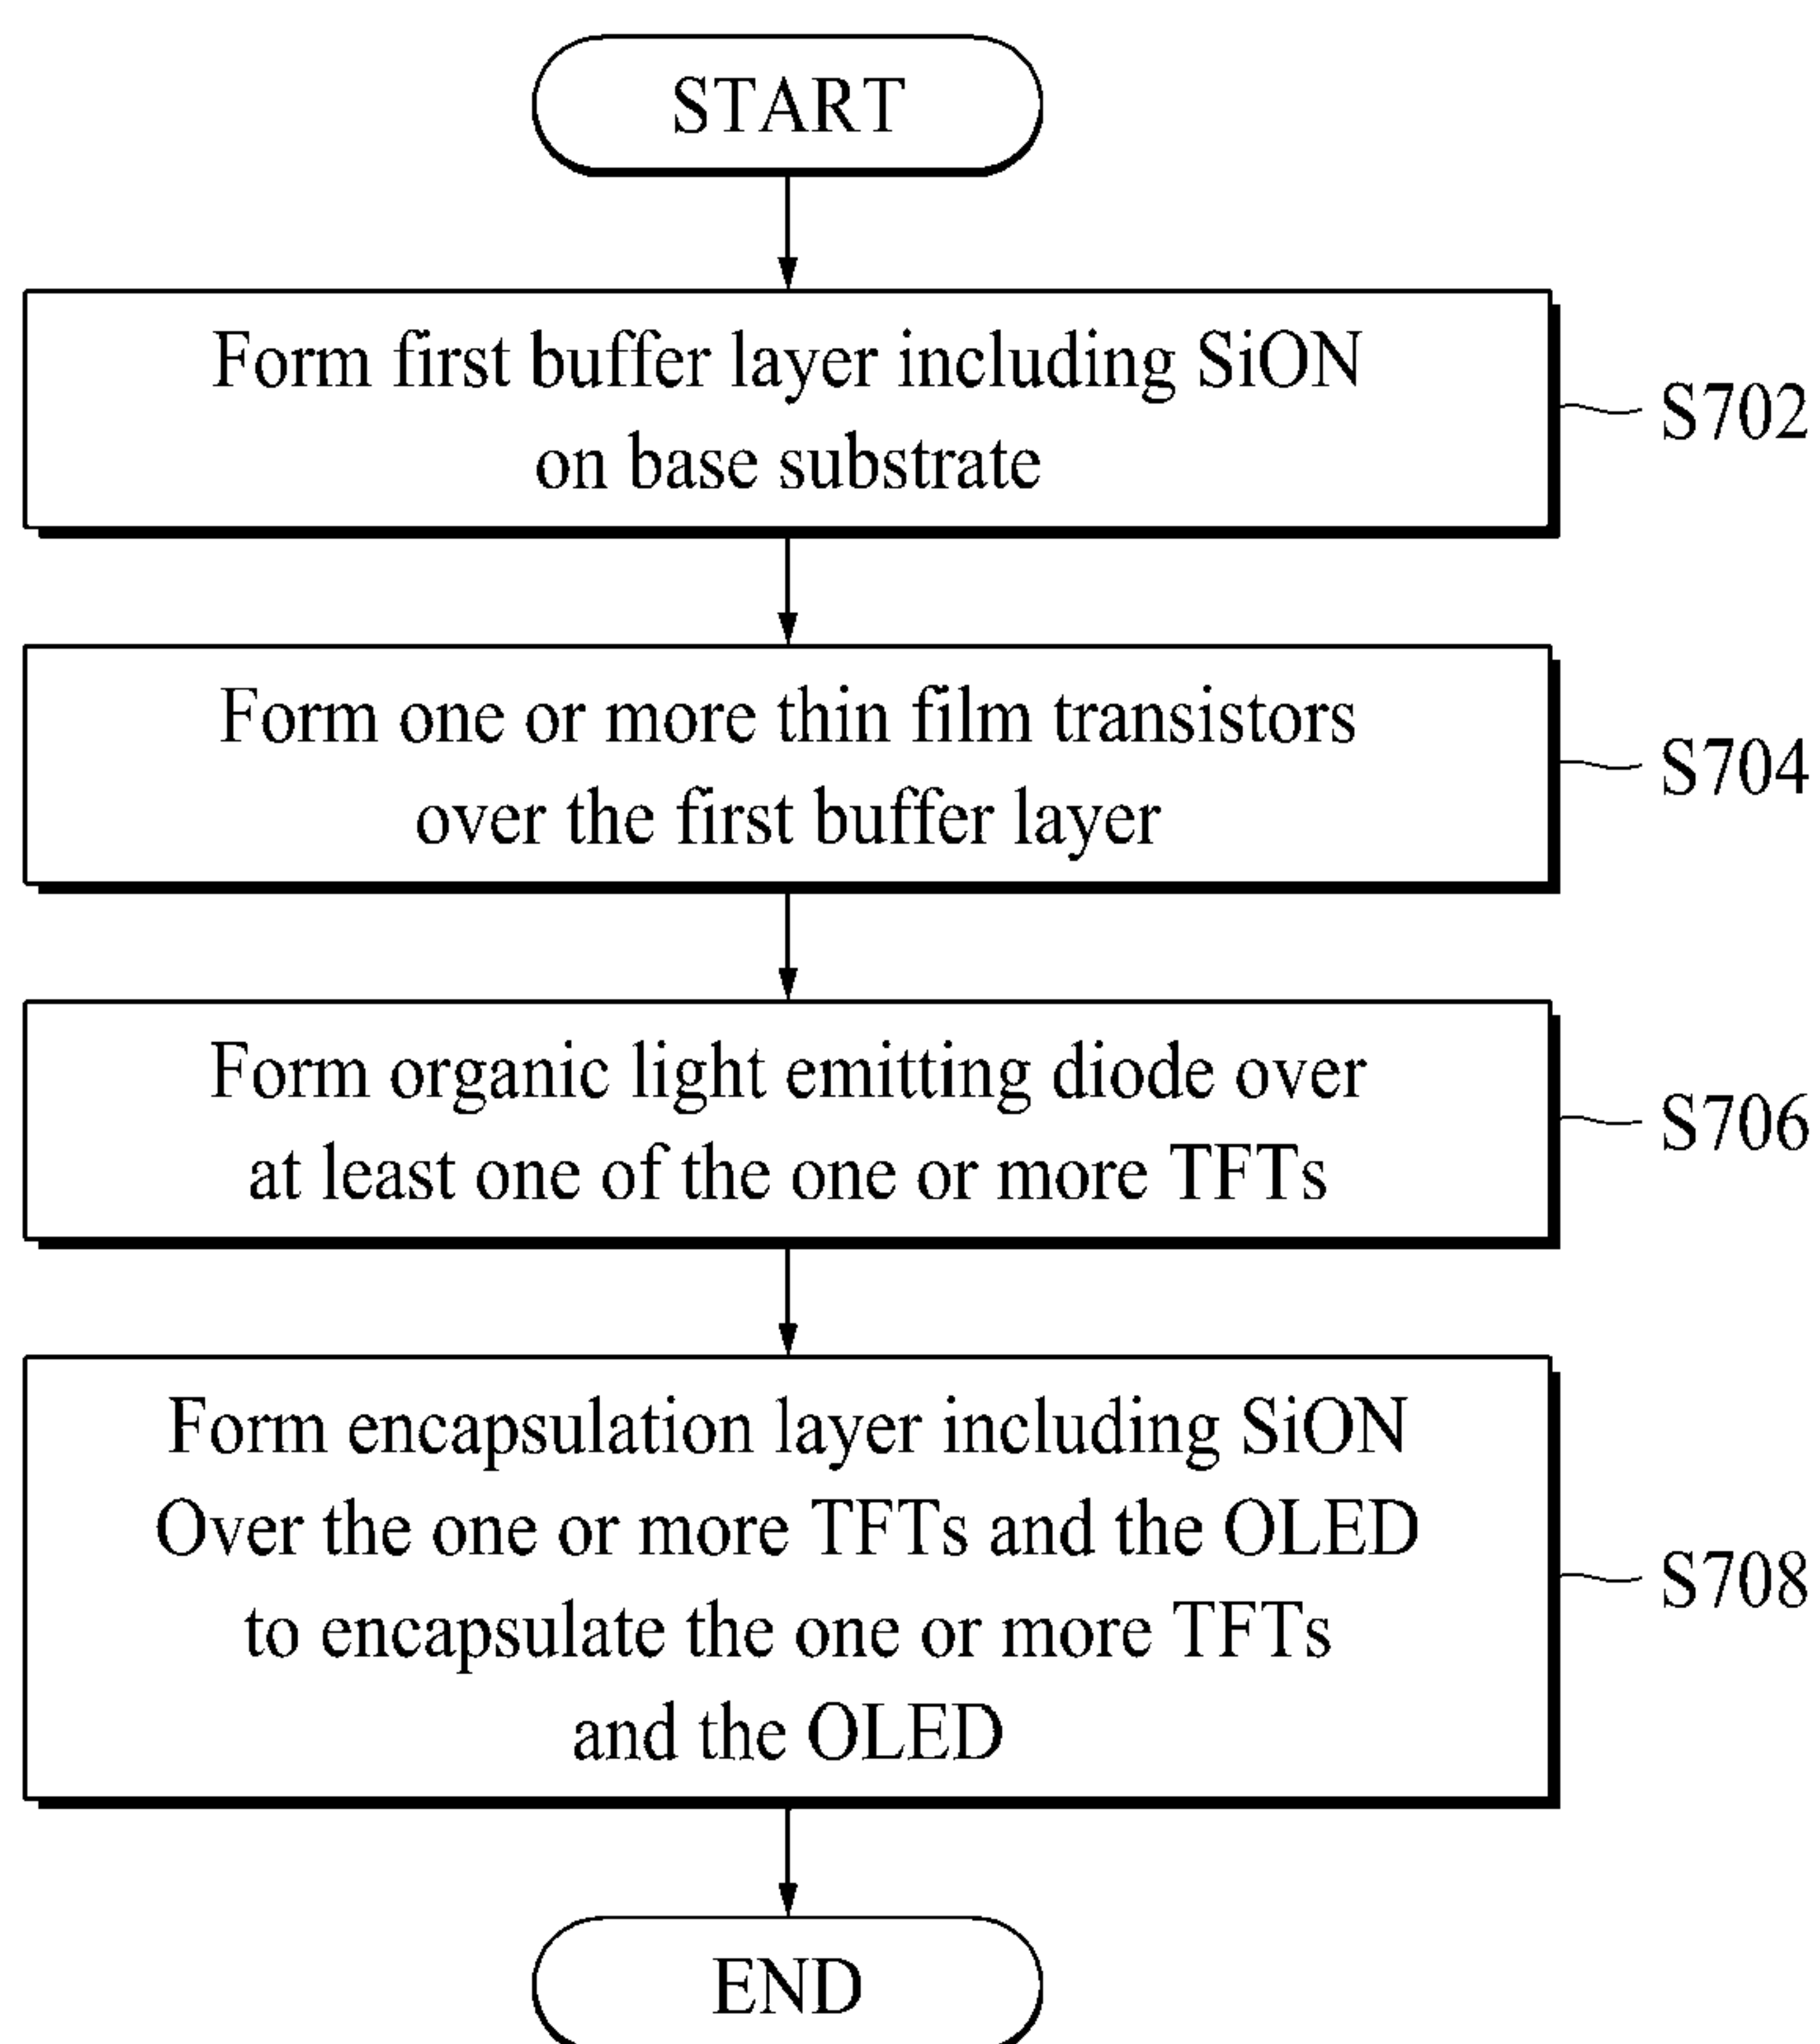 START
Form first buffer layer including SiON
on base substrate
S702
Form one or more thin film transistors
over the first buffer layer
S704
Form organic light emitting diode over
at least one of the one or more TFTs
S706
Form encapsulation layer including SiON
Over the one or more TFTs and the OLED
to encapsulate the one or more TFTs
and the OLED
S708
END